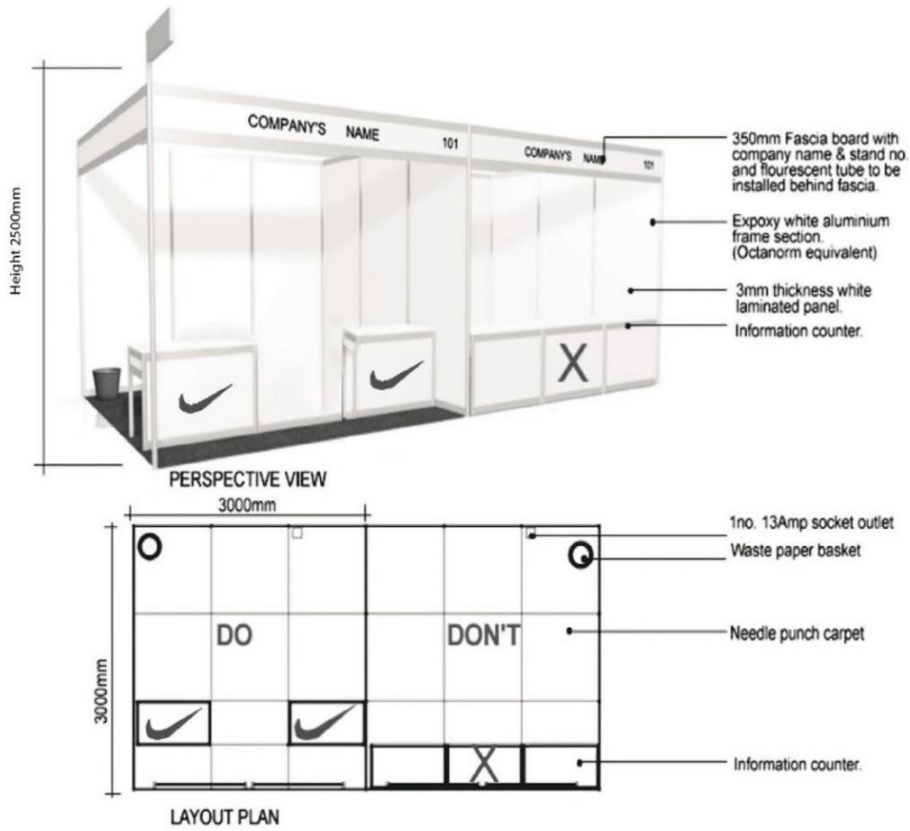 COMPANY'S NAME 101
COMPANY'S NAME 101
350mm Fascia board with
company name & stand no.
and flourescent tube to be
installed behind fascia.
Height 2500mm
Expoxy white aluminium
frame section.
(Octanorm equivalent)
3mm thickness white
laminated panel.
Information counter.
X
PERSPECTIVE VIEW
3000mm
1no. 13Amp socket outlet
Waste paper basket
DO
DON'T
Needle punch carpet
3000mm
X
Information counter.
LAYOUT PLAN